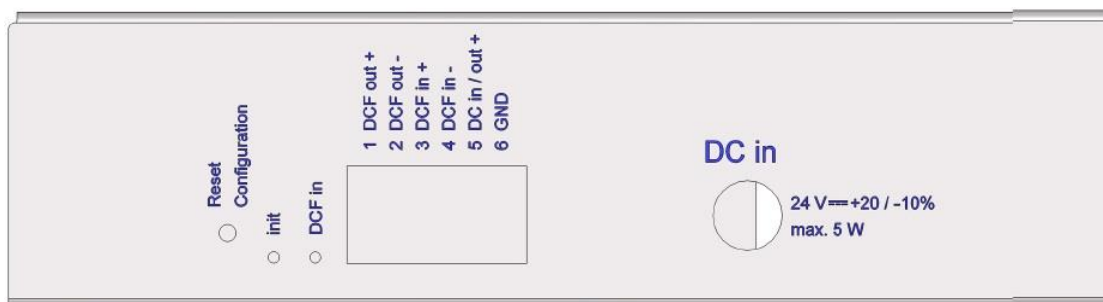 Reset
Configuration
init
DCF in
1 DCF out +
2 DCF out -
3 DCF in +
4 DCF in -
5 DC in / out +
6 GND
DC in
24 V⎓+20 / -10%
max. 5 W